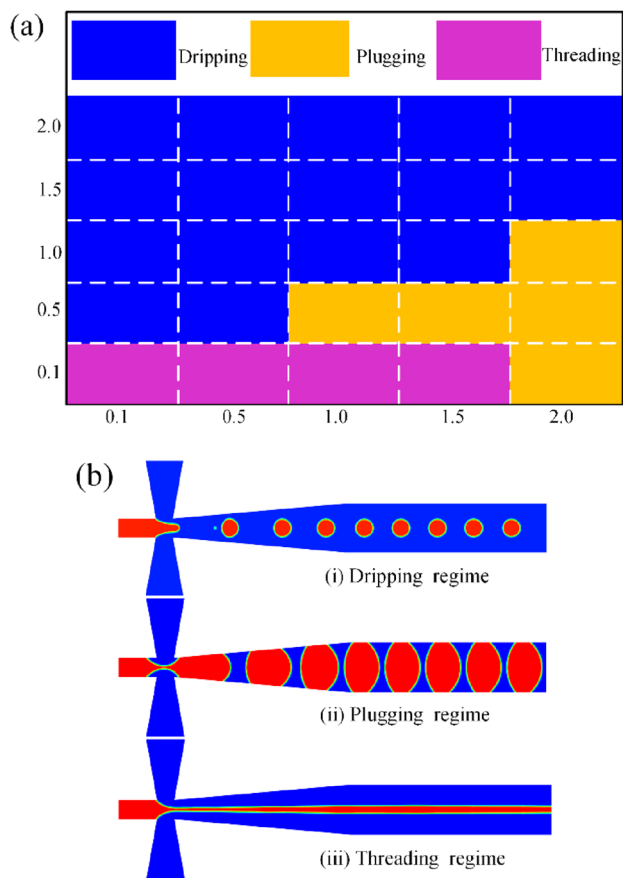 (a)
Dripping Plugging Threading
2.0
1.5
1.0
0.5
0.1
0.1 0.5 1.0 1.5 2.0
(b)
(i) Dripping regime
(ii) Plugging regime
(iii) Threading regime